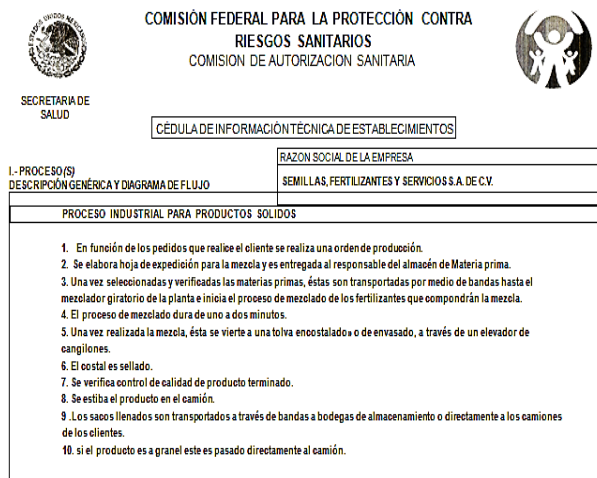 COMISIÓN FEDERAL PARA LA PROTECCIÓN CONTRA
RIESGOS SANITARIOS
COMISION DE AUTORIZACION SANITARIA
SECRETARIA DE
SALUD
CÉDULA DE INFORMACIÓN TÉCNICA DE ESTABLECIMIENTOS
RAZON SOCIAL DE LA EMPRESA
I.- PROCESO(S)
DESCRIPCIÓN GENÉRICA Y DIAGRAMA DE FLUJO
SEMILLAS, FERTILIZANTES Y SERVICIOS S.A. DE C.V.
PROCESO INDUSTRIAL PARA PRODUCTOS SOLIDOS
1. En función de los pedidos que realice el cliente se realiza una orden de producción.
2. Se elabora hoja de expedición para la mezcla y es entregada al responsable del almacén de Materia prima.
3. Una vez seleccionadas y verificadas las materias primas, éstas son transportadas por medio de bandas hasta el
mezclador giratorio de la planta e inicia el proceso de mezclado de los fertilizantes que compondrán la mezcla.
4. El proceso de mezclado dura de uno a dos minutos.
5. Una vez realizada la mezcla, ésta se vierte a una tolva encostalado» o de envasado, a través de un elevador de
cangilones.
6. El costal es sellado.
7. Se verifica control de calidad de producto terminado.
8. Se estiba el producto en el camión.
9 .Los sacos llenados son transportados a través de bandas a bodegas de almacenamiento o directamente a los camiones
de los clientes.
10. si el producto es a granel este es pasado directamente al camión.